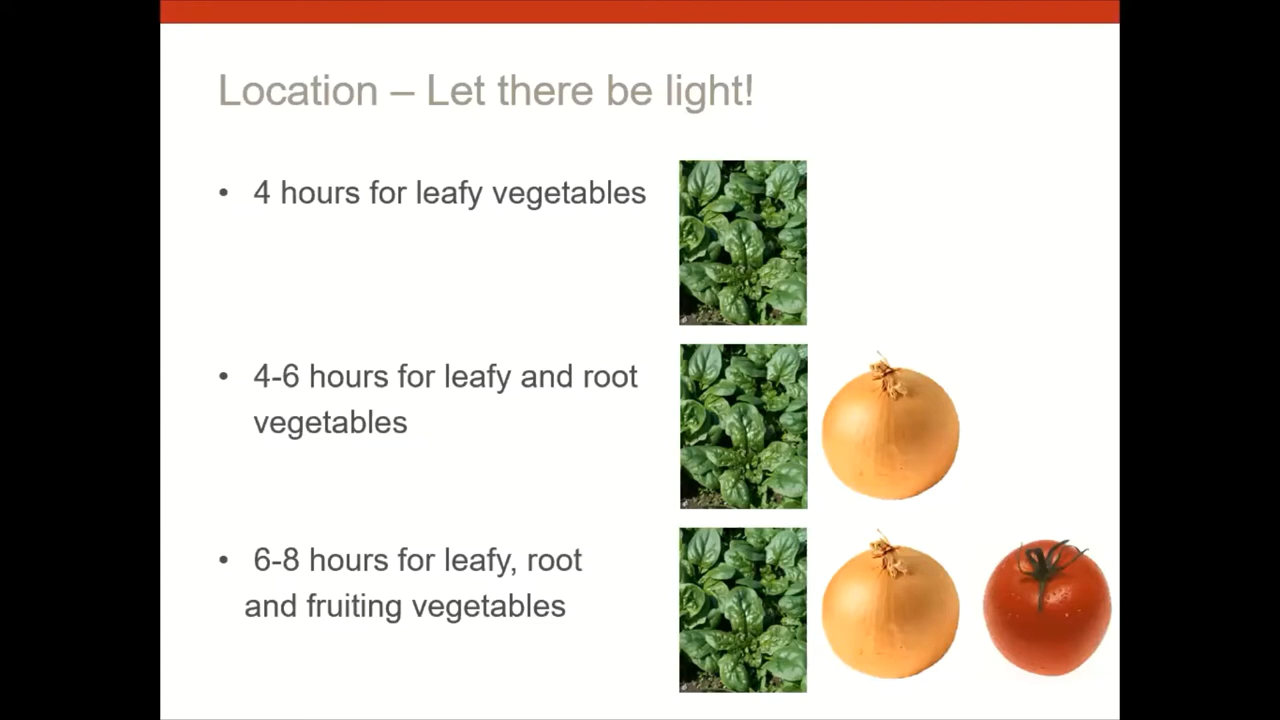 Location – Let there be light!
• 4 hours for leafy vegetables
• 4-6 hours for leafy and root
vegetables
• 6-8 hours for leafy, root
and fruiting vegetables